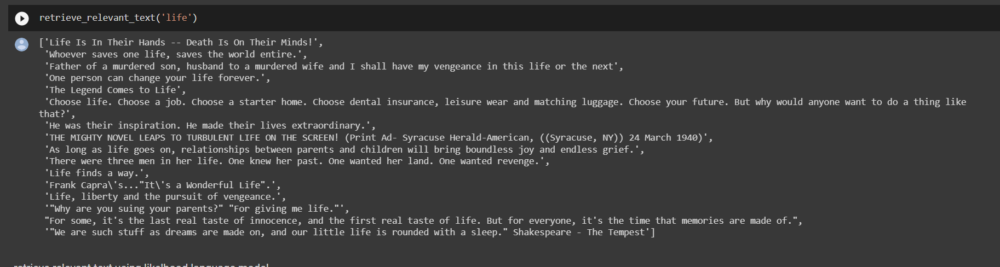 retrieve_relevant_text('life')
['Life Is In Their Hands -- Death Is On Their Minds!',
'Whoever saves one life, saves the world entire.',
'Father of a murdered son, husband to a murdered wife and I shall have my vengeance in this life or the next',
'One person can change your life forever.',
'The Legend Comes to Life',
'Choose life. Choose a job. Choose a starter home. Choose dental insurance, leisure wear and matching luggage. Choose your future. But why would anyone want to do a thing like
that?',
'He was their inspiration. He made their lives extraordinary.',
'THE MIGHTY NOVEL LEAPS TO TURBULENT LIFE ON THE SCREEN! (Print Ad- Syracuse Herald-American, ((Syracuse, NY)) 24 March 1940)',
'As long as life goes on, relationships between parents and children will bring boundless joy and endless grief.',
'There were three men in her life. One knew her past. One wanted her land. One wanted revenge.',
'Life finds a way.',
'Frank Capra\'s..."It\'s a Wonderful Life".',
'Life, liberty and the pursuit of vengeance.',
'"Why are you suing your parents?" "For giving me life."',
"For some, it's the last real taste of innocence, and the first real taste of life. But for everyone, it's the time that memories are made of.",
'"We are such stuff as dreams are made on, and our little life is rounded with a sleep." Shakespeare - The Tempest']
retrieve relevant text using likelhood language model